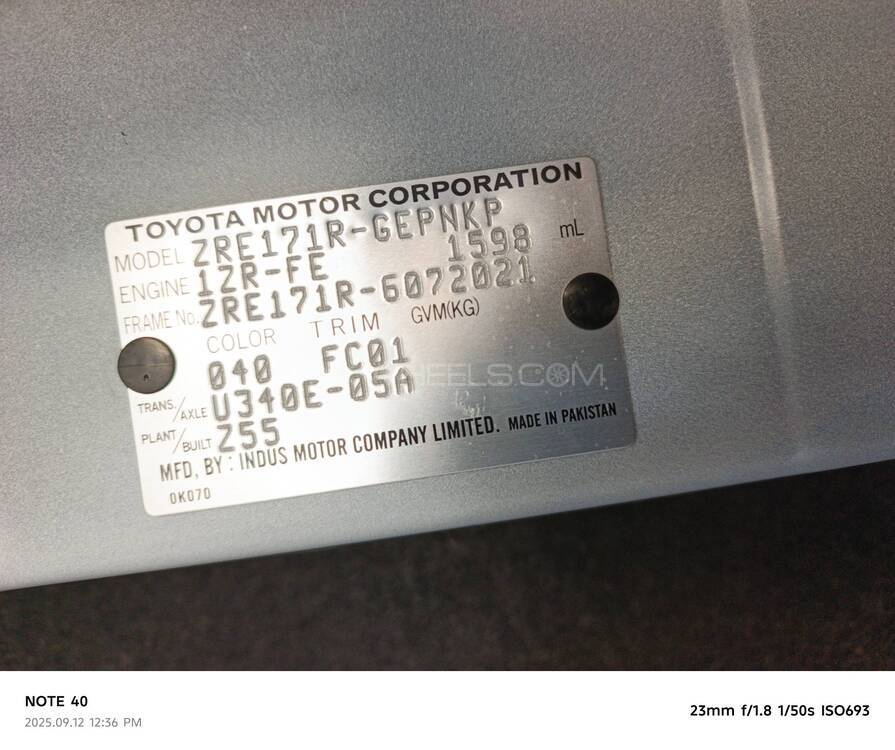 TOYOTA MOTOR CORPORATION
MODEL ZRE171R-GEPNKP
ENGINE 1ZR-FE 1598 mL
FRAME No. ZRE171R-6072021
COLOR TRIM GVM(KG)
040 FC01
TRANS./AXLE U340E-05A
PLANT/BUILT Z55
MFD, BY : INDUS MOTOR COMPANY LIMITED. MADE IN PAKISTAN
0K070
NOTE 40
2025.09.12 12:36 PM
23mm f/1.8 1/50s ISO693